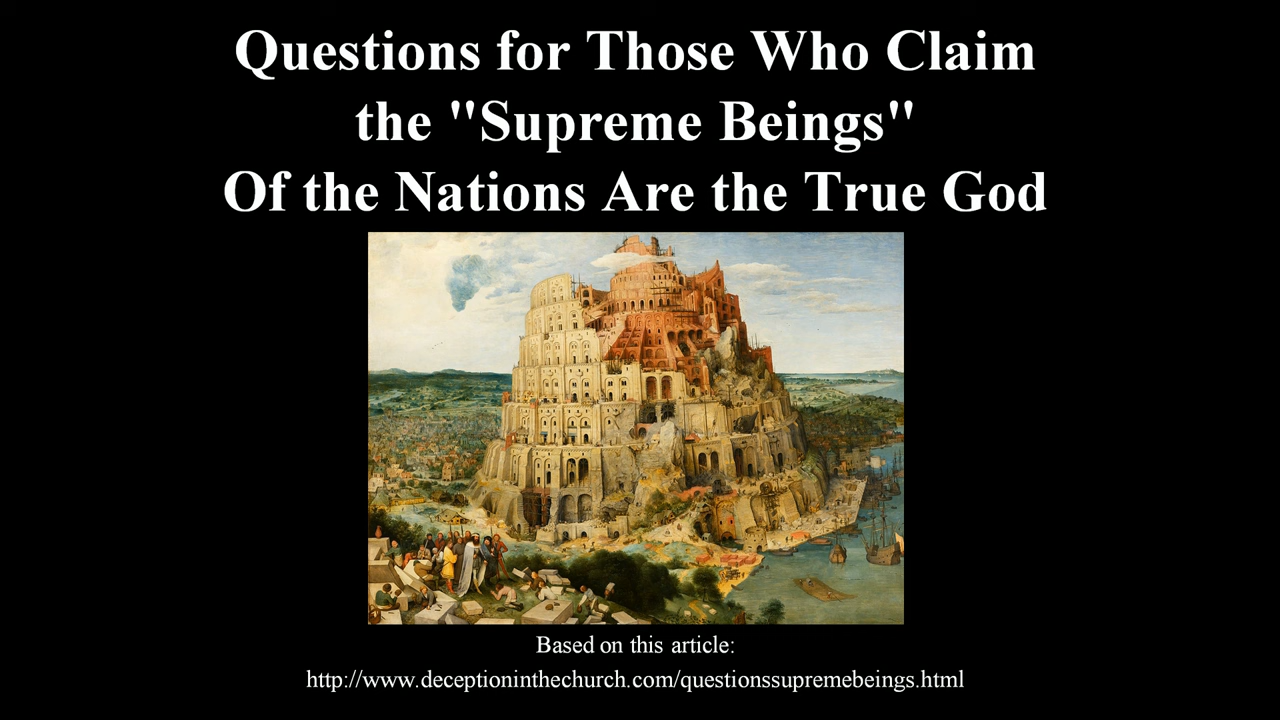 Questions for Those Who Claim
the "Supreme Beings"
Of the Nations Are the True God
Based on this article:
http://www.deceptioninthechurch.com/questionssupremebeings.html